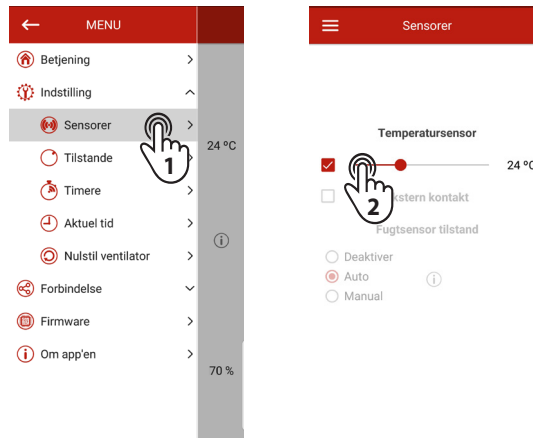 MENU
Betjening
Indstilling
Sensorer
1
24 ºC
Tilstande
Timere
Aktuel tid
Nulstil ventilator
Forbindelse
Firmware
Om app'en
70 %
Sensorer
Temperatursensor
24 ºC
2
kstern kontakt
Fugtsensor tilstand
Deaktiver
Auto
Manual